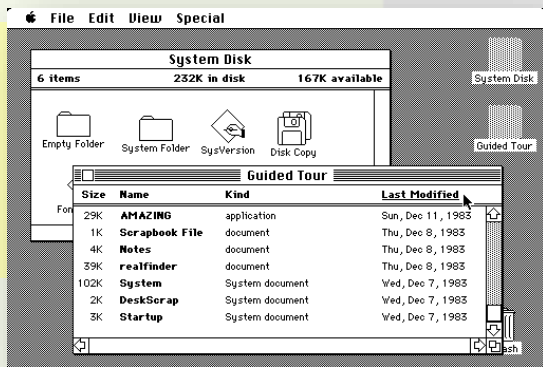 File Edit View Special
System Disk
6 items 232K in disk 167K available
System Disk
Empty Folder System Folder SysVersion Disk Copy
Guided Tour
Guided Tour
Size Name Kind Last Modified
Fon
29K AMAZING application Sun, Dec 11, 1983
1K Scrapbook File document Thu, Dec 8, 1983
4K Notes document Thu, Dec 8, 1983
39K realfinder document Thu, Dec 8, 1983
102K System System document Wed, Dec 7, 1983
2K DeskScrap System document Wed, Dec 7, 1983
3K Startup System document Wed, Dec 7, 1983
ash